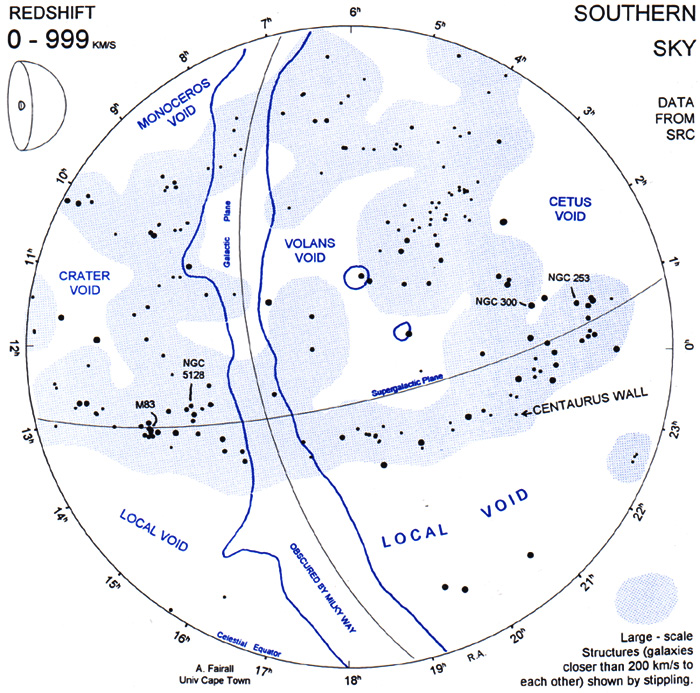 REDSHIFT
0 - 999 KM/S
SOUTHERN
SKY
DATA
FROM
SRC
6h
7h
5h
8h
4h
9h
3h
10h
2h
11h
1h
12h
0h
13h
23h
14h
22h
15h
21h
16h
20h
17h
18h
19h
R.A.
MONOCEROS
VOID
CETUS
VOID
Galactic Plane
VOLANS
VOID
CRATER
VOID
NGC 253
NGC 300
NGC
5128
M83
Supergalactic Plane
CENTAURUS WALL
LOCAL VOID
LOCAL VOID
OBSCURED BY MILKY WAY
Celestial Equator
A. Fairall
Univ Cape Town
Large - scale
Structures (galaxies
closer than 200 km/s to
each other) shown by stippling.